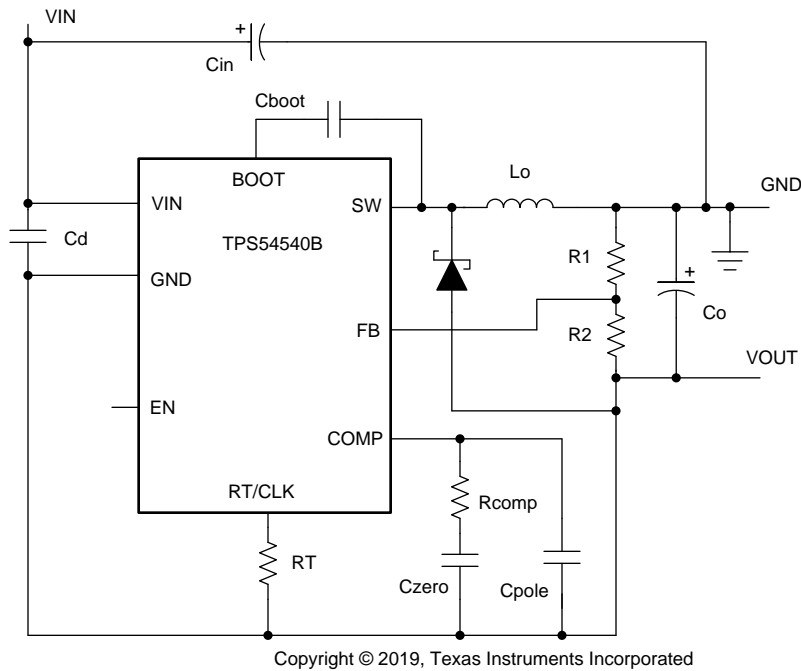 VIN
+
Cin
Cboot
BOOT
Lo
GND
VIN
SW
Cd
TPS54540B
R1
GND
+
Co
FB
R2
VOUT
EN
COMP
RT/CLK
Rcomp
RT
Czero
Cpole
Copyright © 2019, Texas Instruments Incorporated